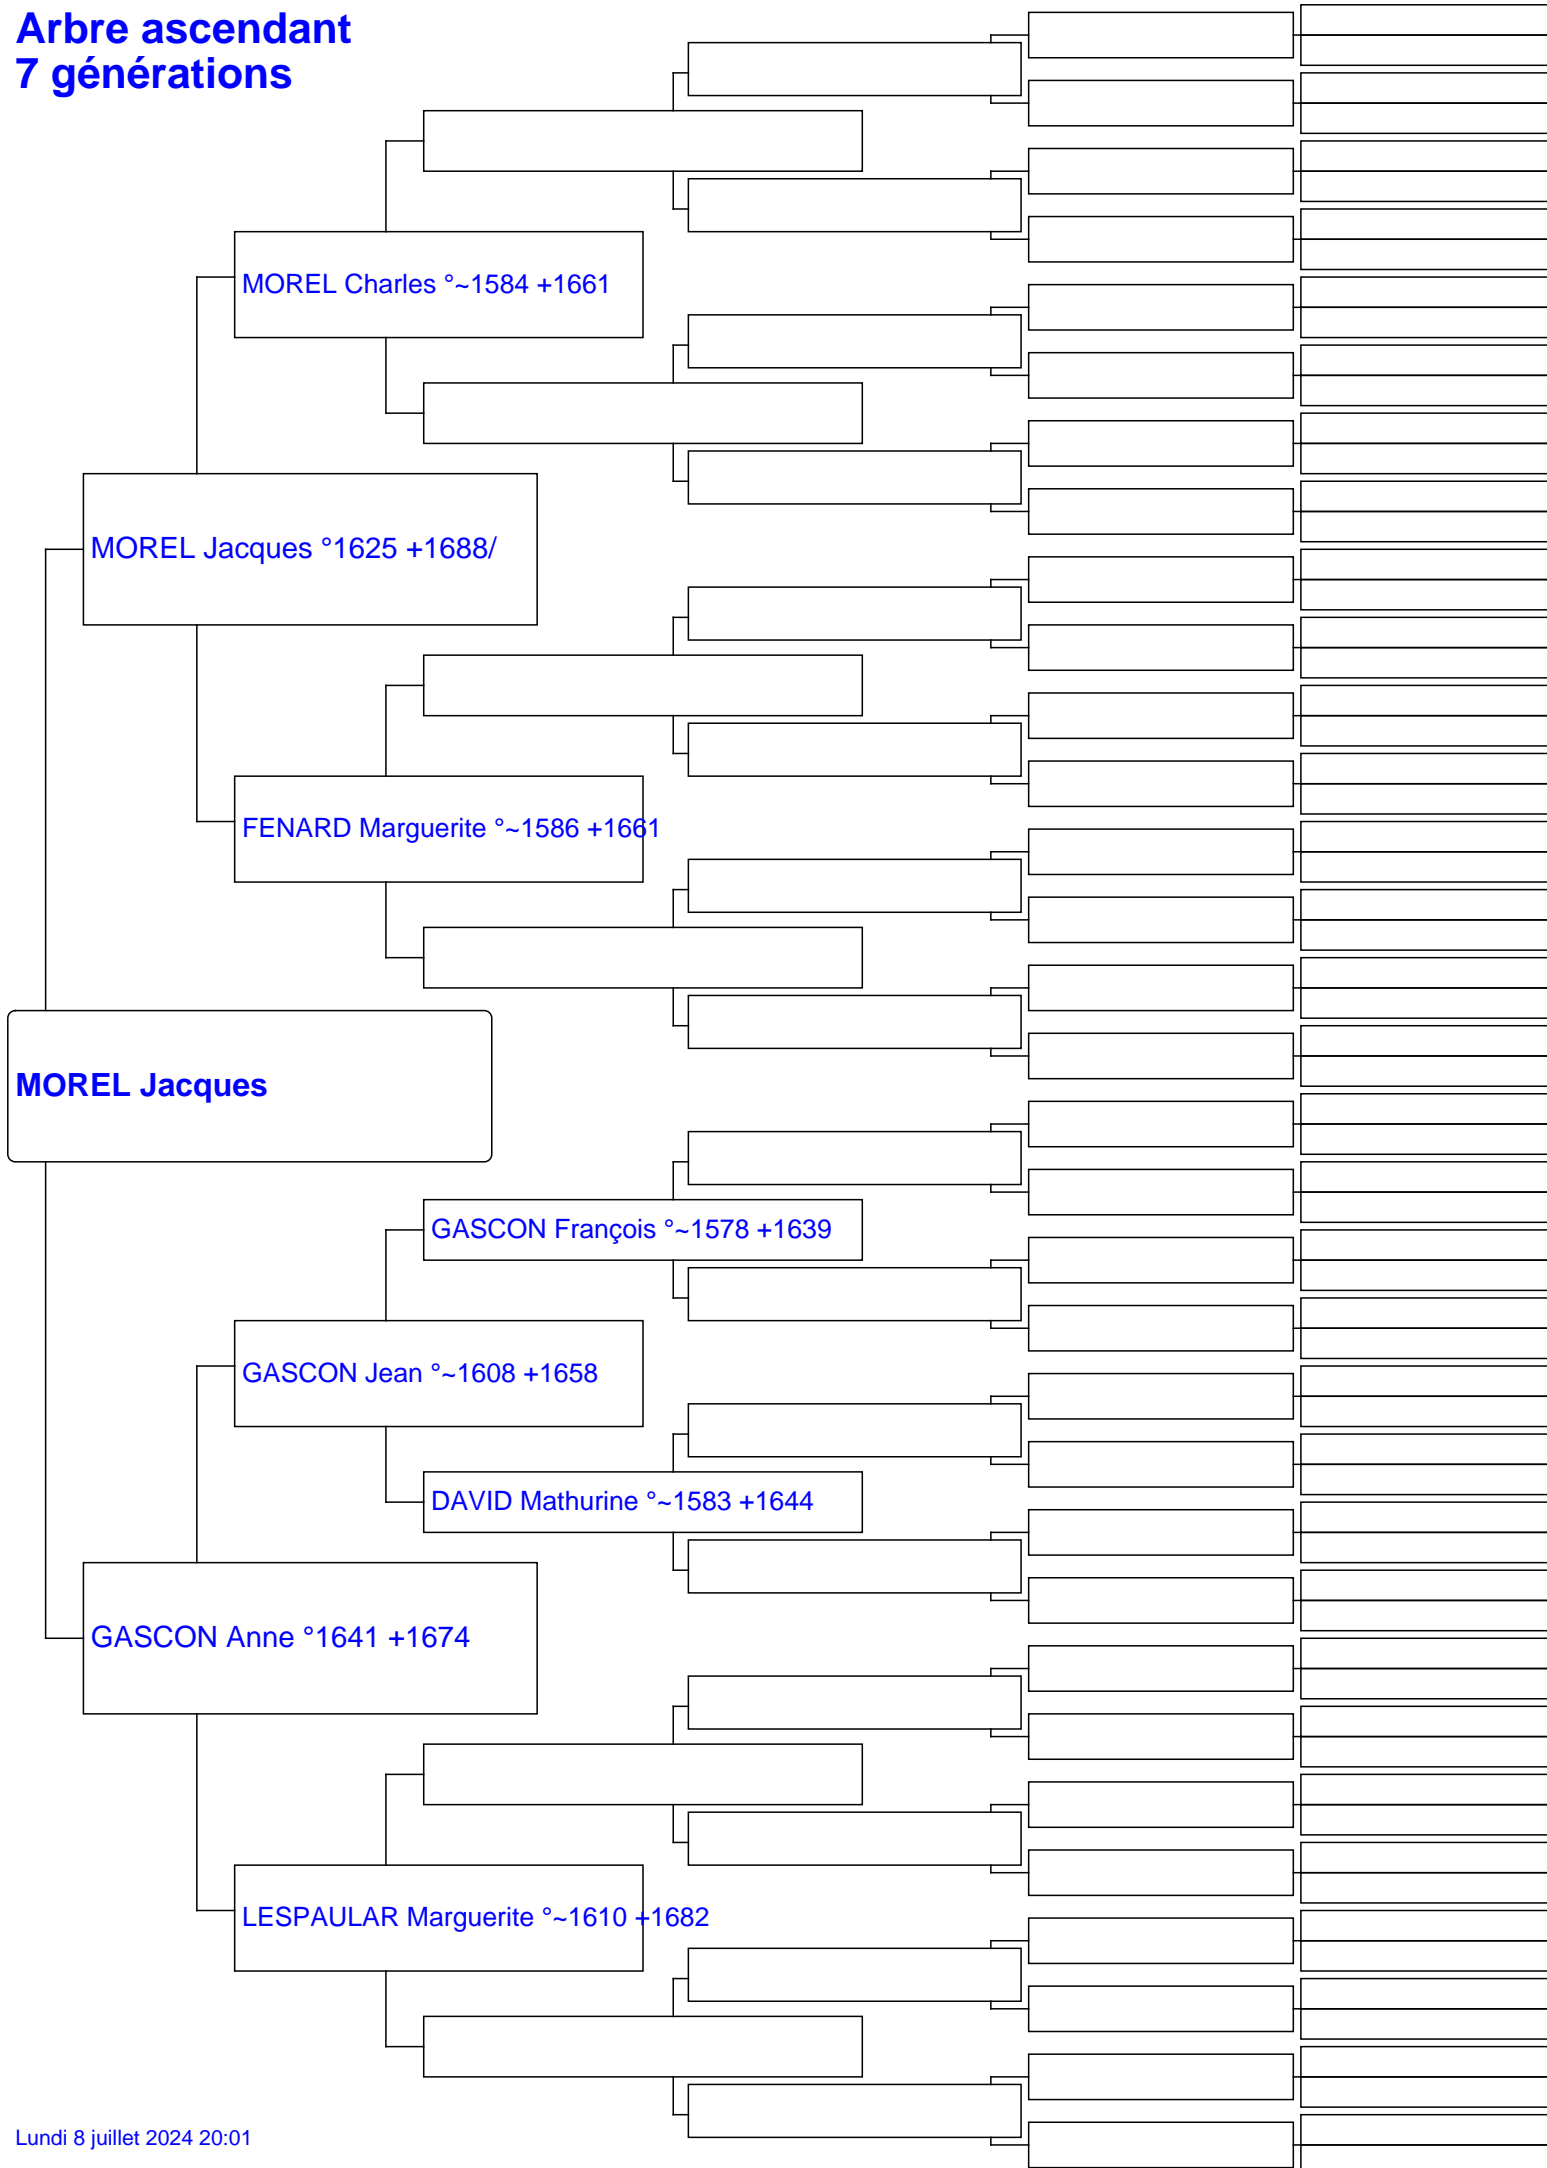 Arbre ascendant
7 générations
MOREL Charles °~1584 +1661
MOREL Jacques °1625 +1688/
FENARD Marguerite °~1586 +1661
MOREL Jacques
GASCON François °~1578 +1639
GASCON Jean °~1608 +1658
DAVID Mathurine °~1583 +1644
GASCON Anne °1641 +1674
LESPAULAR Marguerite °~1610 +1682
Lundi 8 juillet 2024 20:01